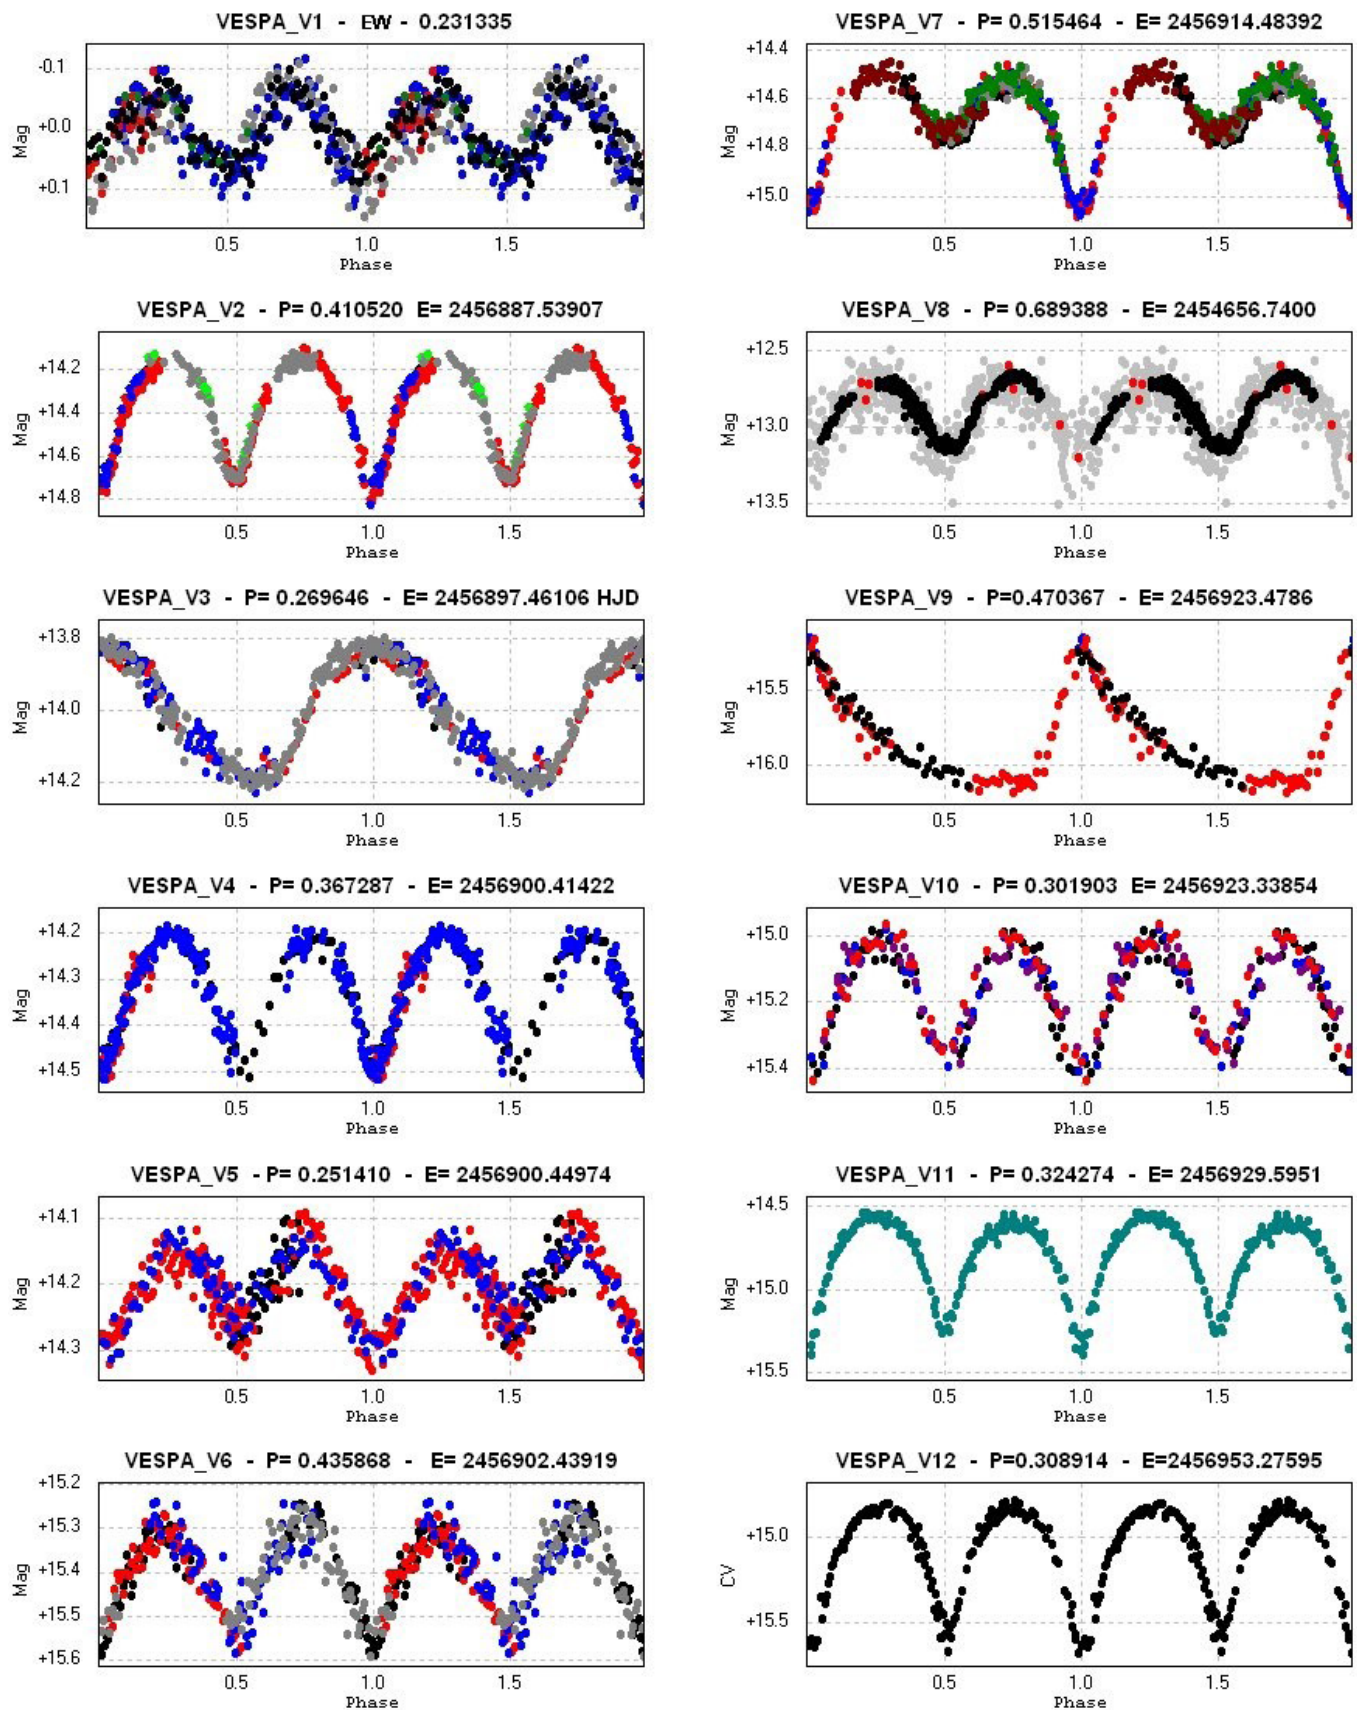 VESPA_V1 - EW - 0.231335
-0.1
+0.0
+0.1
Mag
0.5 1.0 1.5
Phase
VESPA_V2 - P= 0.410520 E= 2456887.53907
+14.2
+14.4
+14.6
+14.8
Mag
0.5 1.0 1.5
Phase
VESPA_V3 - P= 0.269646 - E= 2456897.46106 HJD
+13.8
+14.0
+14.2
Mag
0.5 1.0 1.5
Phase
VESPA_V4 - P= 0.367287 - E= 2456900.41422
+14.2
+14.3
+14.4
+14.5
Mag
0.5 1.0 1.5
Phase
VESPA_V5 - P= 0.251410 - E= 2456900.44974
+14.1
+14.2
+14.3
Mag
0.5 1.0 1.5
Phase
VESPA_V6 - P= 0.435868 - E= 2456902.43919
+15.2
+15.3
+15.4
+15.5
+15.6
Mag
0.5 1.0 1.5
Phase
VESPA_V7 - P= 0.515464 - E= 2456914.48392
+14.4
+14.6
+14.8
+15.0
Mag
0.5 1.0 1.5
Phase
VESPA_V8 - P= 0.689388 - E= 2454656.7400
+12.5
+13.0
+13.5
Mag
0.5 1.0 1.5
Phase
VESPA_V9 - P=0.470367 - E= 2456923.4786
+15.5
+16.0
Mag
0.5 1.0 1.5
Phase
VESPA_V10 - P= 0.301903 E= 2456923.33854
+15.0
+15.2
+15.4
Mag
0.5 1.0 1.5
Phase
VESPA_V11 - P= 0.324274 - E= 2456929.5951
+14.5
+15.0
+15.5
Mag
0.5 1.0 1.5
Phase
VESPA_V12 - P=0.308914 - E=2456953.27595
+15.0
+15.5
CV
0.5 1.0 1.5
Phase